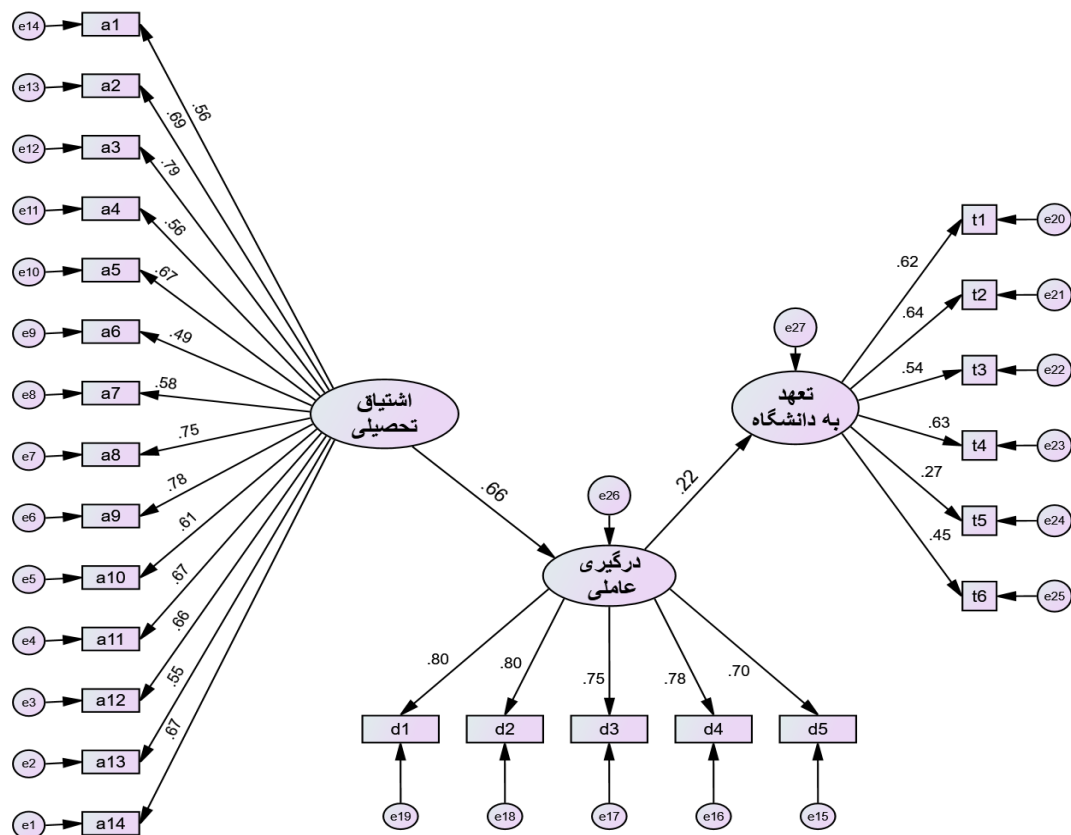 e14
a1
.56
e13
a2
.69
e12
a3
.79
e11
a4
.56
e10
a5
.67
e9
a6
.49
e8
a7
.58
e7
a8
.75
e6
a9
.78
e5
a10
.61
e4
a11
.67
e3
a12
.66
e2
a13
.55
e1
a14
.67
اشتیاق
تحصیلی
.66
e26
درگیری
عاملی
.22
e27
تعهد
به دانشگاه
.62
t1
e20
.64
t2
e21
.54
t3
e22
.63
t4
e23
.27
t5
e24
.45
t6
e25
.80
.80
.75
.78
.70
d1
d2
d3
d4
d5
e19
e18
e17
e16
e15